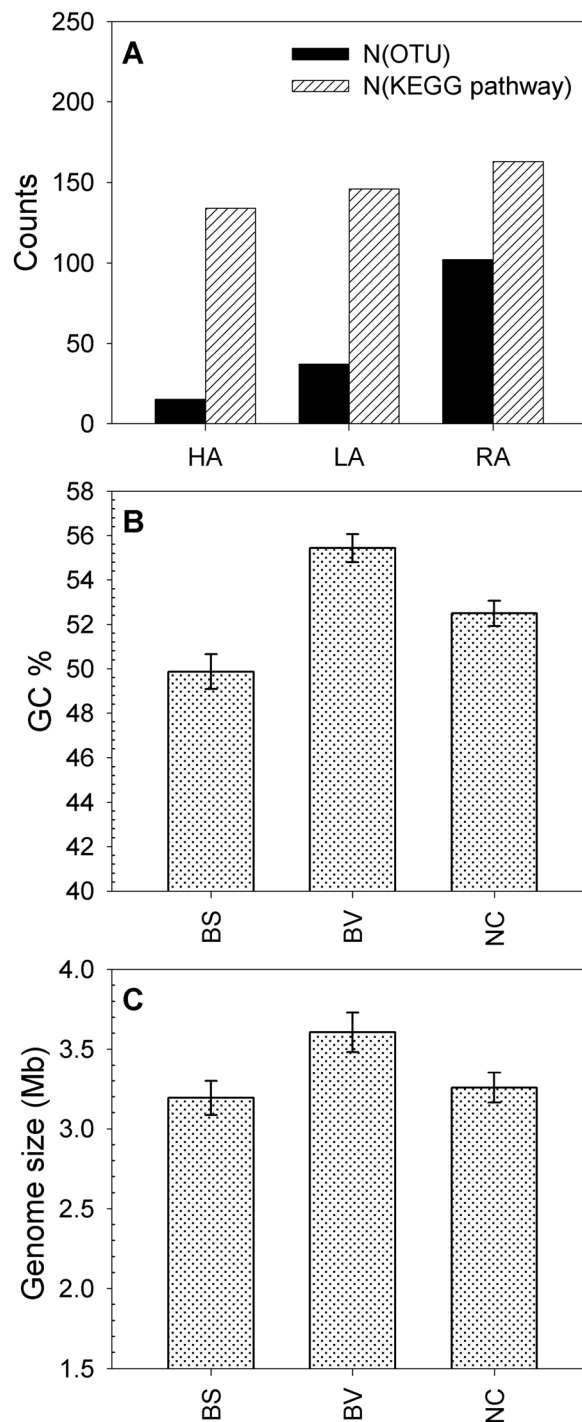 A
N(OTU)
N(KEGG pathway)
Counts
250
200
150
100
50
0
HA LA RA
B
GC %
58
56
54
52
50
48
46
44
42
40
BS BV NC
C
Genome size (Mb)
4.0
3.5
3.0
2.5
2.0
1.5
BS BV NC